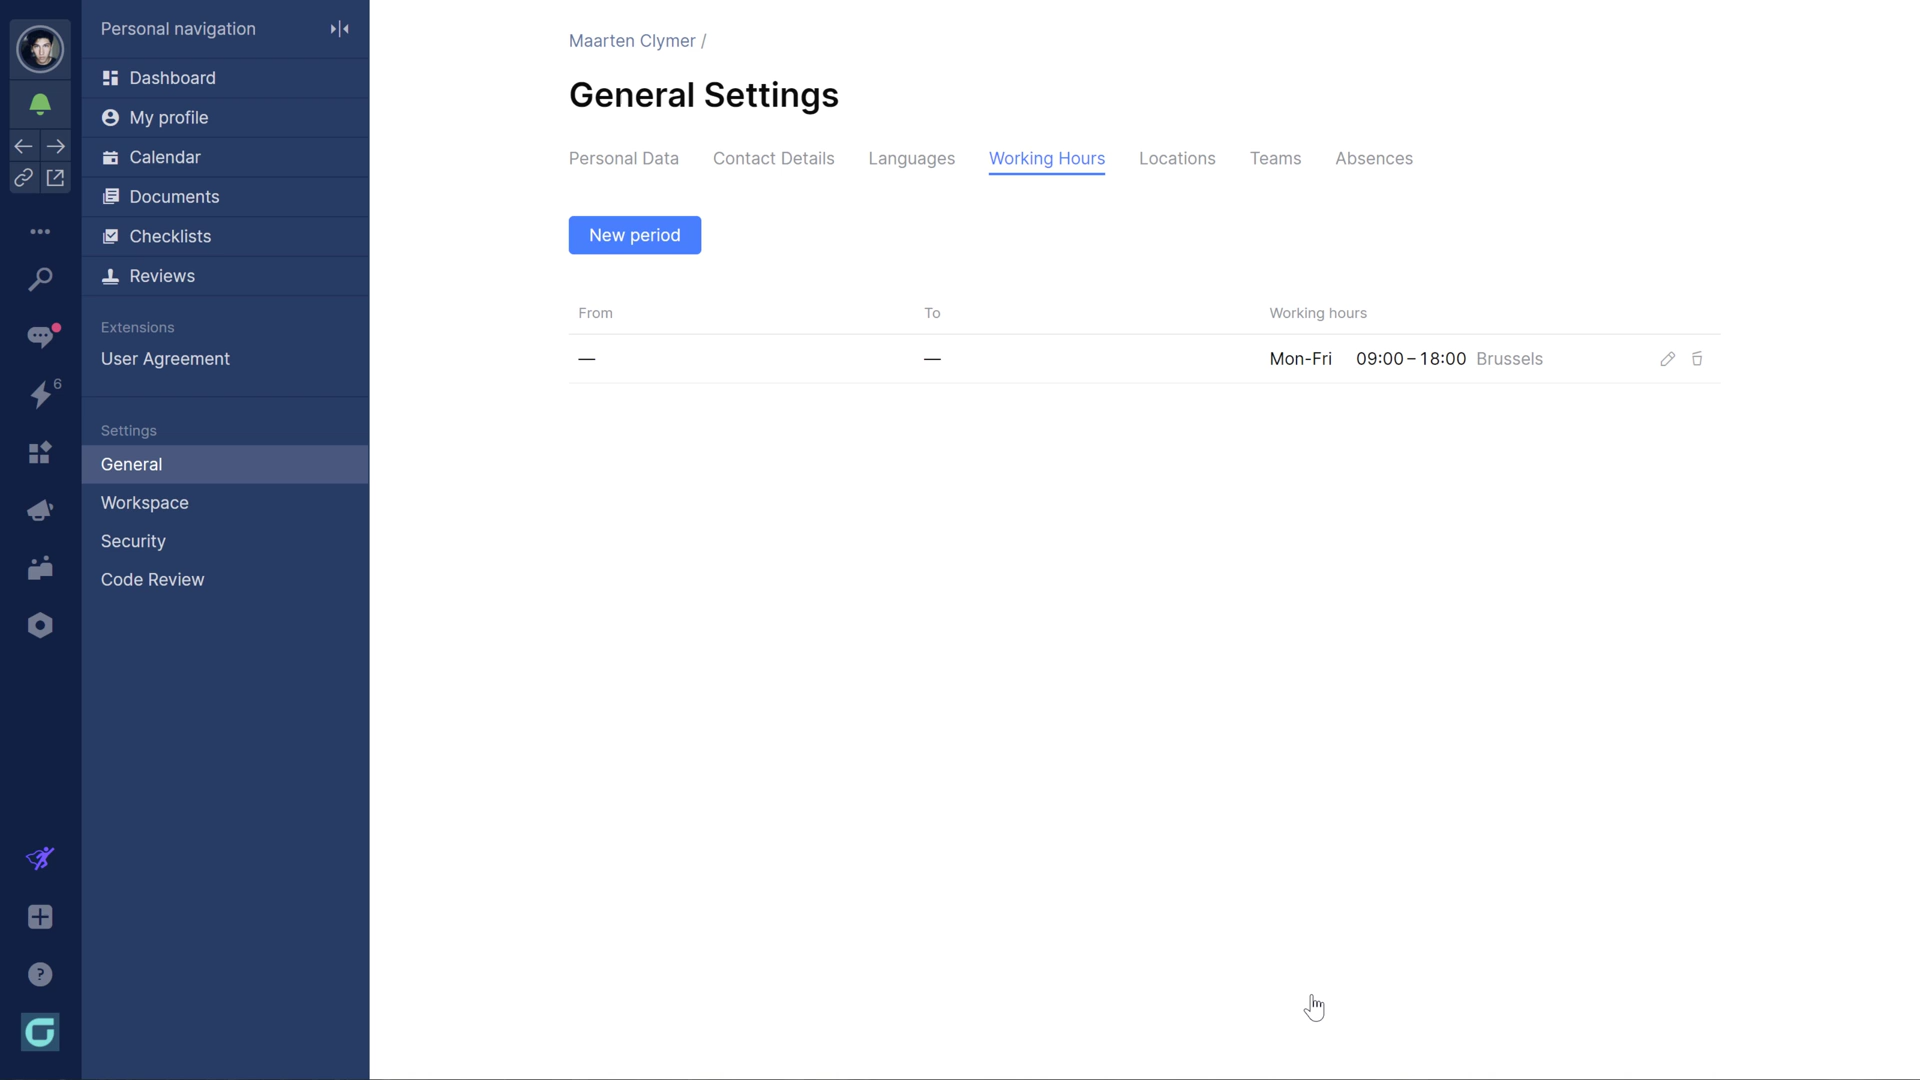 Personal navigation
Dashboard
My profile
Calendar
Documents
Checklists
Reviews
Extensions
User Agreement
Settings
General
Workspace
Security
Code Review
6
Maarten Clymer /
General Settings
Personal Data Contact Details Languages Working Hours Locations Teams Absences
New period
From To Working hours
— — Mon-Fri 09:00 – 18:00 Brussels